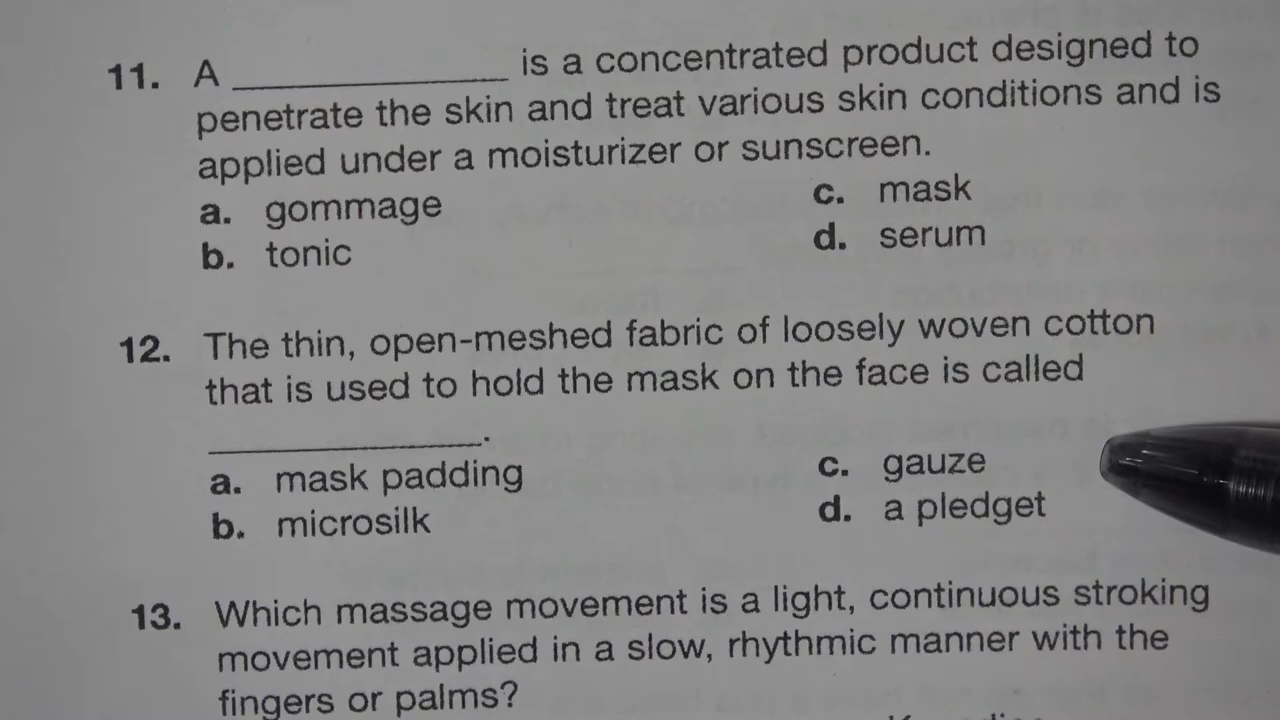 11. A ____________ is a concentrated product designed to
penetrate the skin and treat various skin conditions and is
applied under a moisturizer or sunscreen.
a. gommage
b. tonic
c. mask
d. serum
12. The thin, open-meshed fabric of loosely woven cotton
that is used to hold the mask on the face is called
____________.
a. mask padding
b. microsilk
c. gauze
d. a pledget
13. Which massage movement is a light, continuous stroking
movement applied in a slow, rhythmic manner with the
fingers or palms?